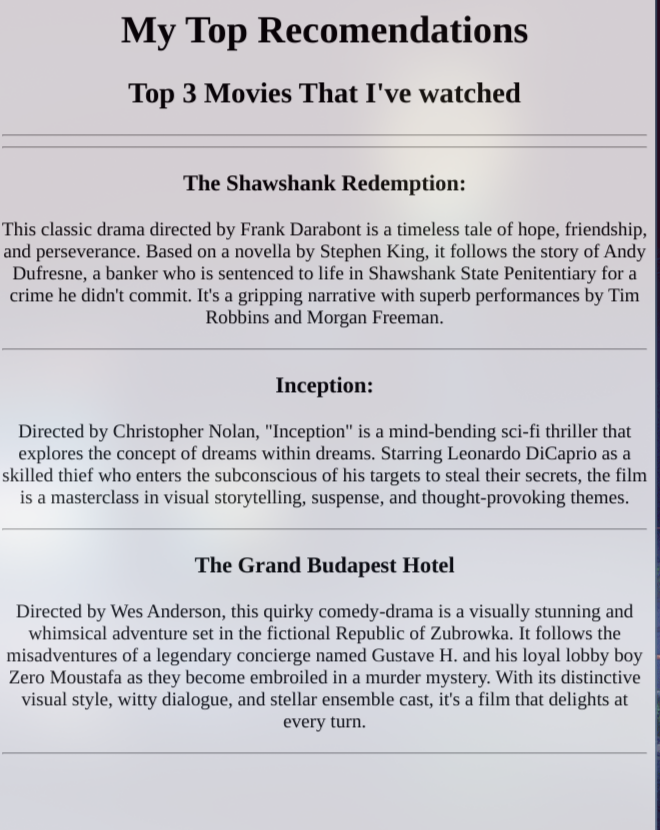 My Top Recomendations
Top 3 Movies That I've watched
The Shawshank Redemption:
This classic drama directed by Frank Darabont is a timeless tale of hope, friendship,
and perseverance. Based on a novella by Stephen King, it follows the story of Andy
Dufresne, a banker who is sentenced to life in Shawshank State Penitentiary for a
crime he didn't commit. It's a gripping narrative with superb performances by Tim
Robbins and Morgan Freeman.
Inception:
Directed by Christopher Nolan, "Inception" is a mind-bending sci-fi thriller that
explores the concept of dreams within dreams. Starring Leonardo DiCaprio as a
skilled thief who enters the subconscious of his targets to steal their secrets, the film
is a masterclass in visual storytelling, suspense, and thought-provoking themes.
The Grand Budapest Hotel
Directed by Wes Anderson, this quirky comedy-drama is a visually stunning and
whimsical adventure set in the fictional Republic of Zubrowka. It follows the
misadventures of a legendary concierge named Gustave H. and his loyal lobby boy
Zero Moustafa as they become embroiled in a murder mystery. With its distinctive
visual style, witty dialogue, and stellar ensemble cast, it's a film that delights at
every turn.